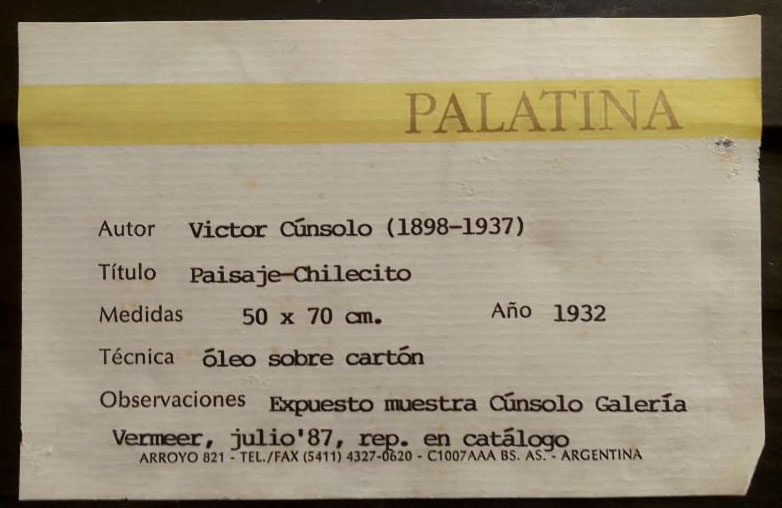 PALATINA
Autor Victor Cúnsolo (1898-1937)
Título Paisaje-Chilecito
Medidas 50 x 70 cm. Año 1932
Técnica óleo sobre cartón
Observaciones Expuesto muestra Cúnsolo Galería
Vermeer, julio'87, rep. en catálogo
ARROYO 821 - TEL./FAX (5411) 4327-0620 - C1007AAA BS. AS. - ARGENTINA